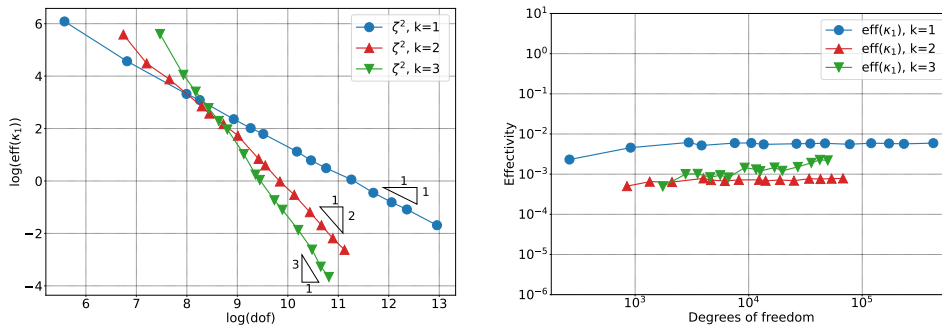 log(eff(κ₁))
6
4
2
0
−2
−4
ζ², k=1
ζ², k=2
ζ², k=3
1
1
1
2
3
1
6 7 8 9 10 11 12 13
log(dof)
Effectivity
10¹
10⁰
10⁻¹
10⁻²
10⁻³
10⁻⁴
10⁻⁵
10⁻⁶
eff(κ₁), k=1
eff(κ₁), k=2
eff(κ₁), k=3
10³ 10⁴ 10⁵
Degrees of freedom